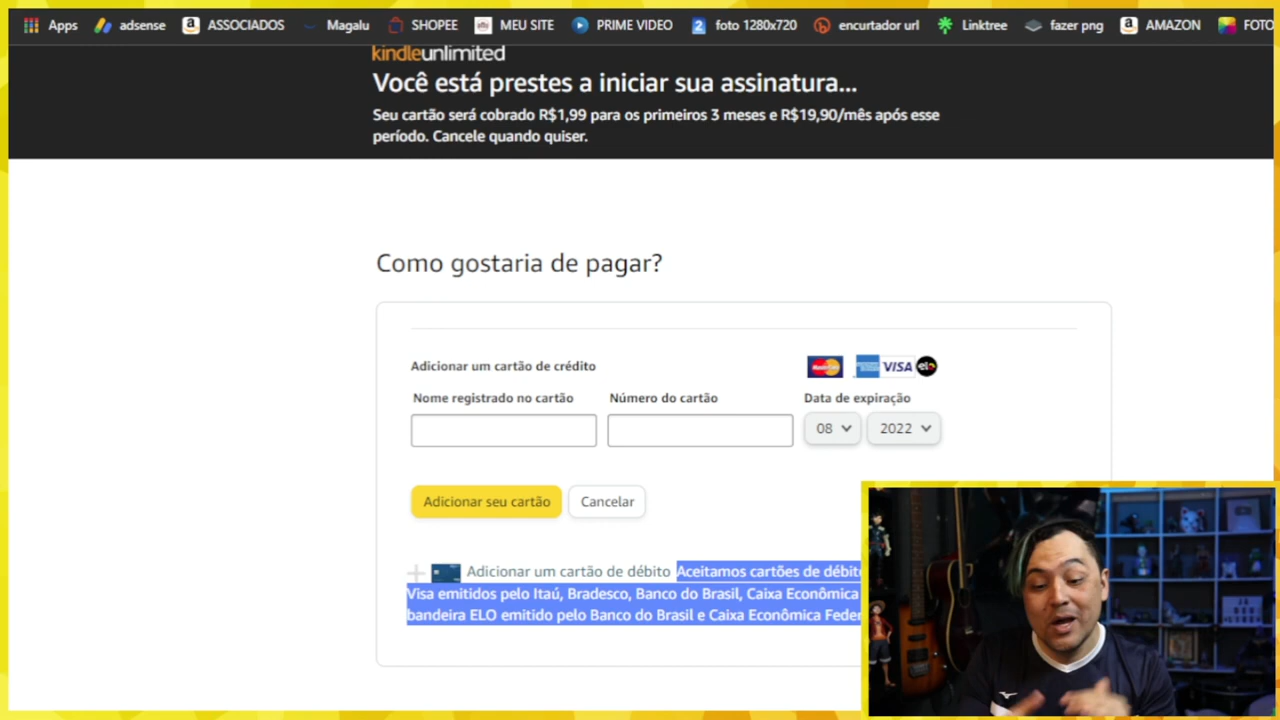 Apps adsense ASSOCIADOS Magalu SHOPEE MEU SITE PRIME VIDEO foto 1280x720 encurtador url Linktree fazer png AMAZON FOTO
kindleunlimited
Você está prestes a iniciar sua assinatura...
Seu cartão será cobrado R$1,99 para os primeiros 3 meses e R$19,90/mês após esse
período. Cancele quando quiser.
Como gostaria de pagar?
Adicionar um cartão de crédito
MasterCard VISA elo
Nome registrado no cartão Número do cartão Data de expiração
08 2022
Adicionar seu cartão Cancelar
Adicionar um cartão de débito Aceitamos cartões de débito
Visa emitidos pelo Itaú, Bradesco, Banco do Brasil, Caixa Econômica
bandeira ELO emitido pelo Banco do Brasil e Caixa Econômica Feder